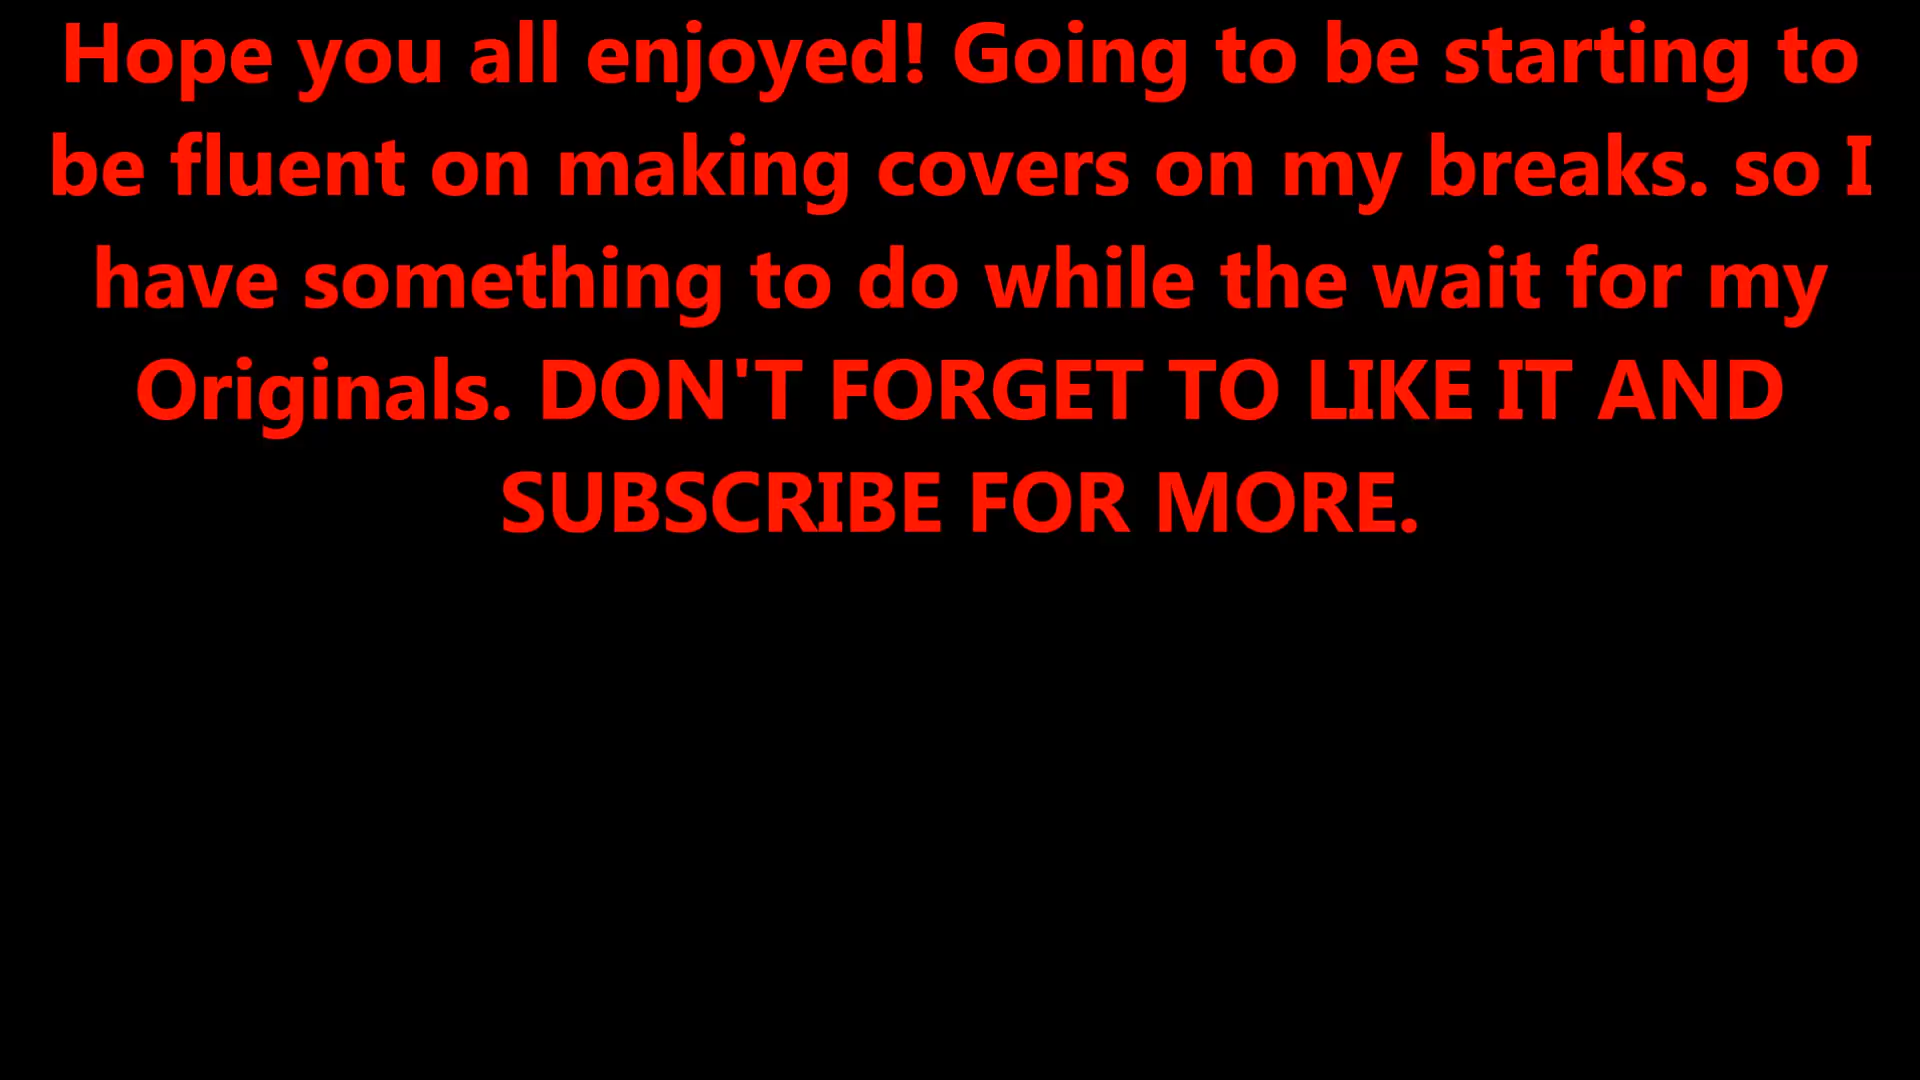 Hope you all enjoyed! Going to be starting to
be fluent on making covers on my breaks. so I
have something to do while the wait for my
Originals. DON'T FORGET TO LIKE IT AND
SUBSCRIBE FOR MORE.